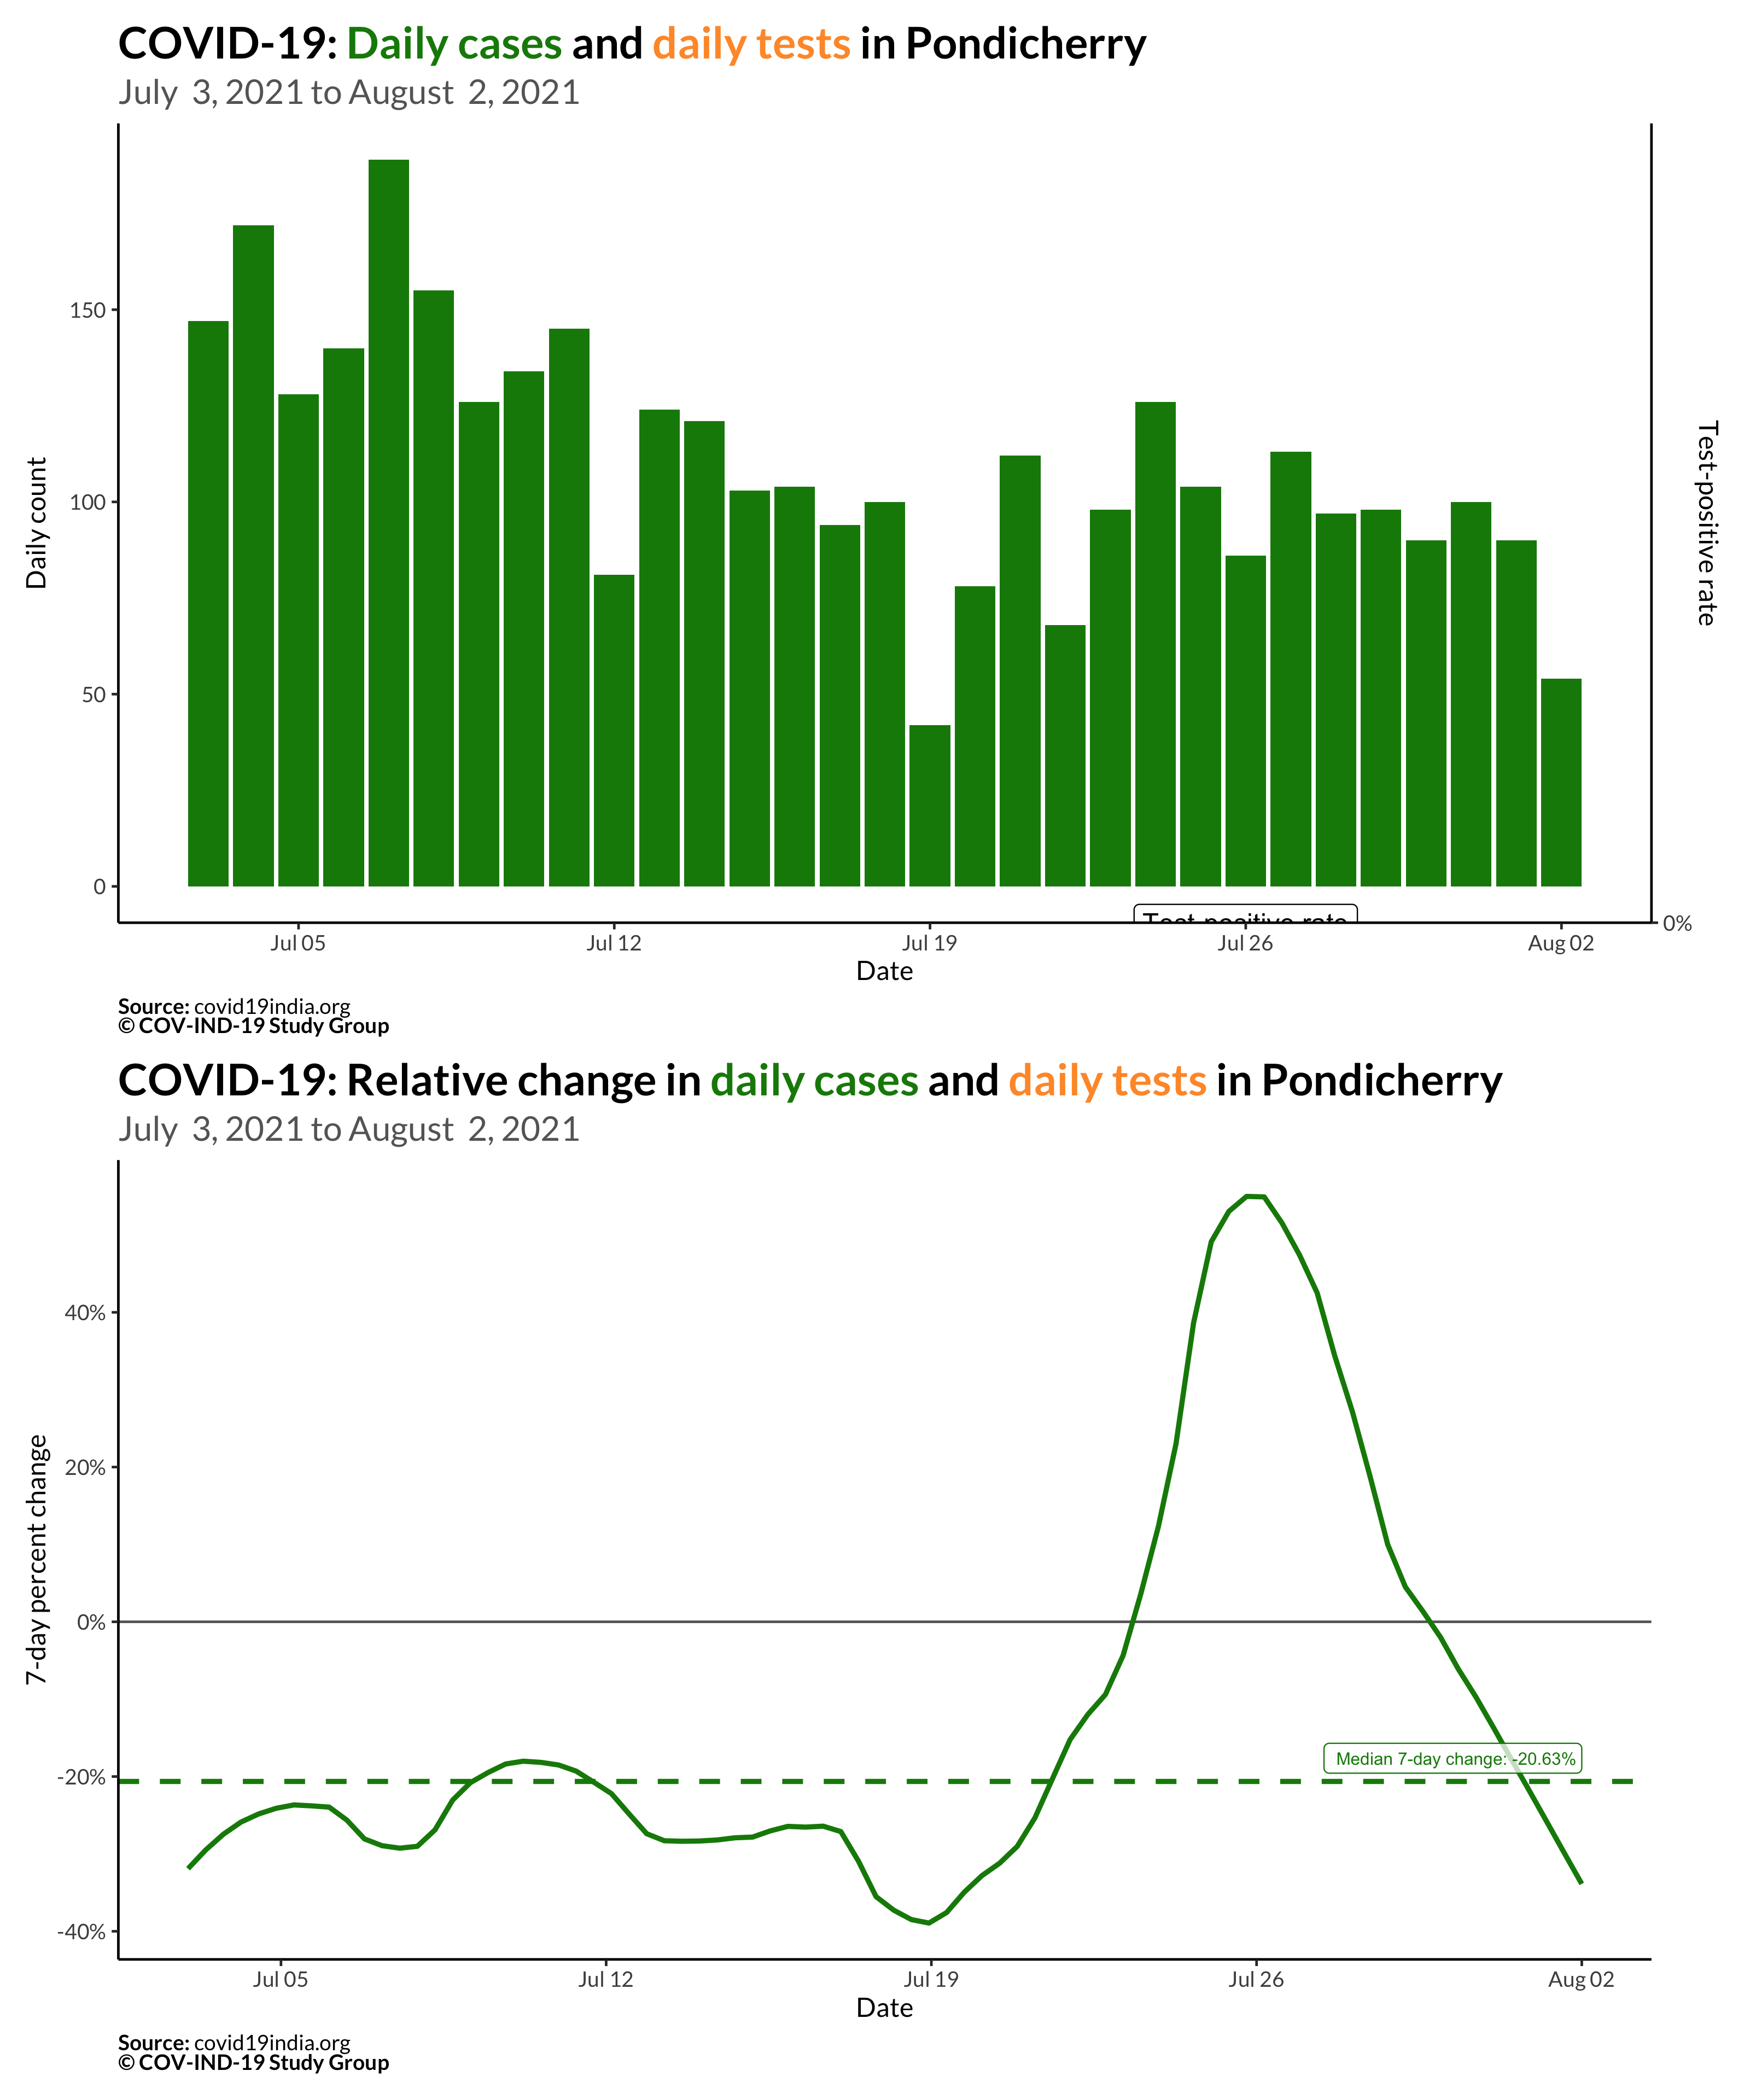 COVID-19: Daily cases and daily tests in Pondicherry
July 3, 2021 to August 2, 2021
150
100
50
0
Daily count
Test-positive rate
Test-positive rate
0%
Jul 05 Jul 12 Jul 19 Jul 26 Aug 02
Date
Source: covid19india.org
© COV-IND-19 Study Group
COVID-19: Relative change in daily cases and daily tests in Pondicherry
July 3, 2021 to August 2, 2021
40%
20%
0%
-20%
-40%
7-day percent change
Median 7-day change: -20.63%
Jul 05 Jul 12 Jul 19 Jul 26 Aug 02
Date
Source: covid19india.org
© COV-IND-19 Study Group